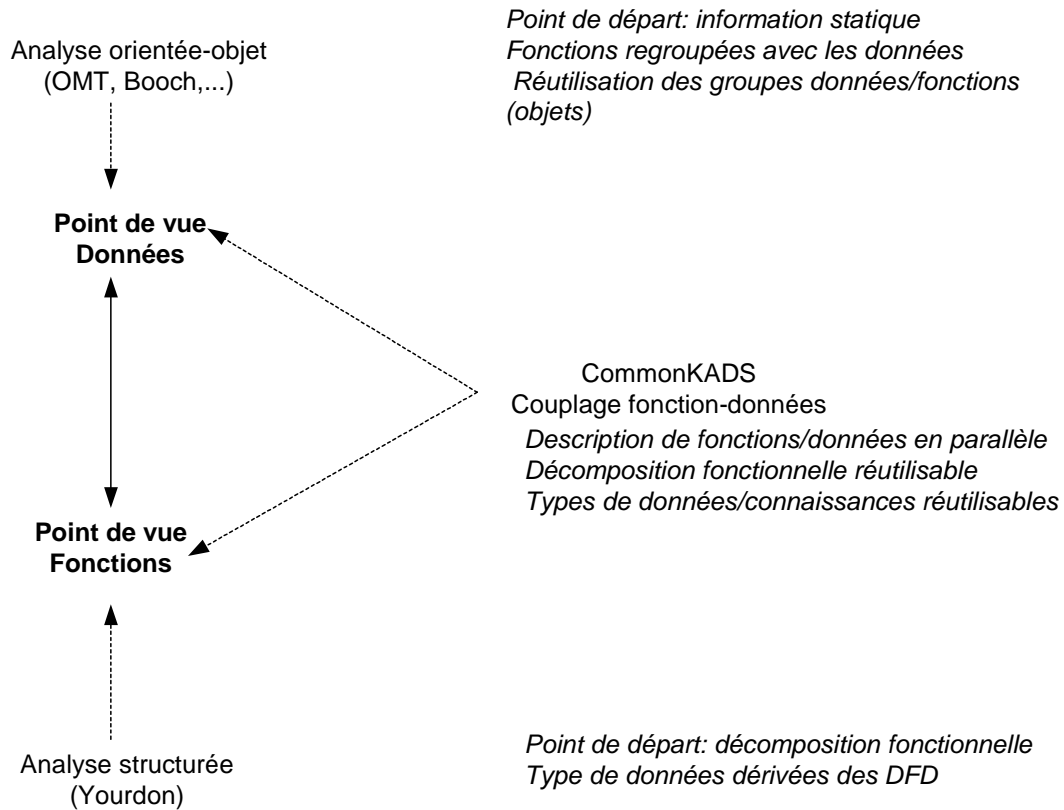 Analyse orientée-objet
(OMT, Booch,...)
Point de départ: information statique
Fonctions regroupées avec les données
Réutilisation des groupes données/fonctions
(objets)
Point de vue
Données
CommonKADS
Couplage fonction-données
Description de fonctions/données en parallèle
Décomposition fonctionnelle réutilisable
Types de données/connaissances réutilisables
Point de vue
Fonctions
Analyse structurée
(Yourdon)
Point de départ: décomposition fonctionnelle
Type de données dérivées des DFD